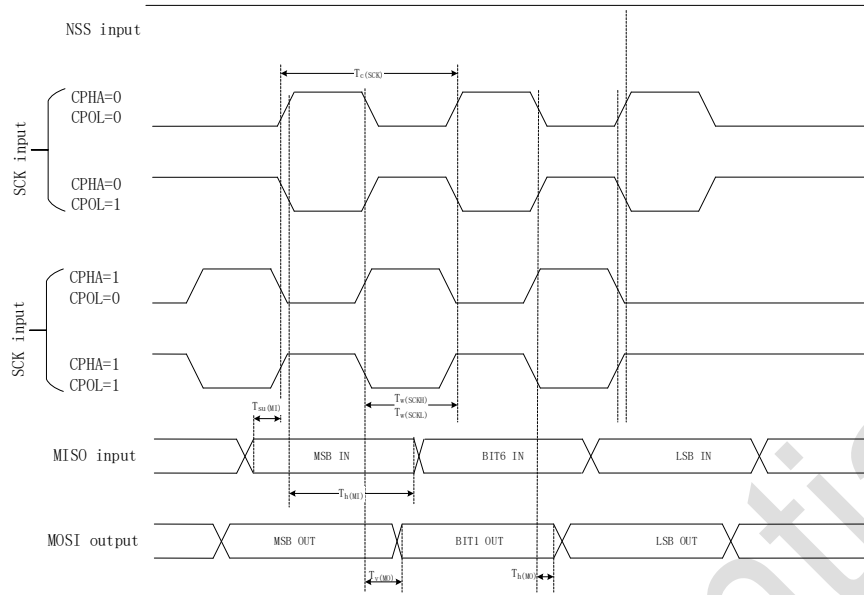 NSS input
Tc(SCK)
CPHA=0
CPOL=0
SCK input
CPHA=0
CPOL=1
CPHA=1
CPOL=0
SCK input
CPHA=1
CPOL=1
Tw(SCKH)
Tw(SCKL)
Tsu(MI)
MISO input
MSB IN
BIT6 IN
LSB IN
Th(MI)
MOSI output
MSB OUT
BIT1 OUT
LSB OUT
Tv(MO)
Th(MO)